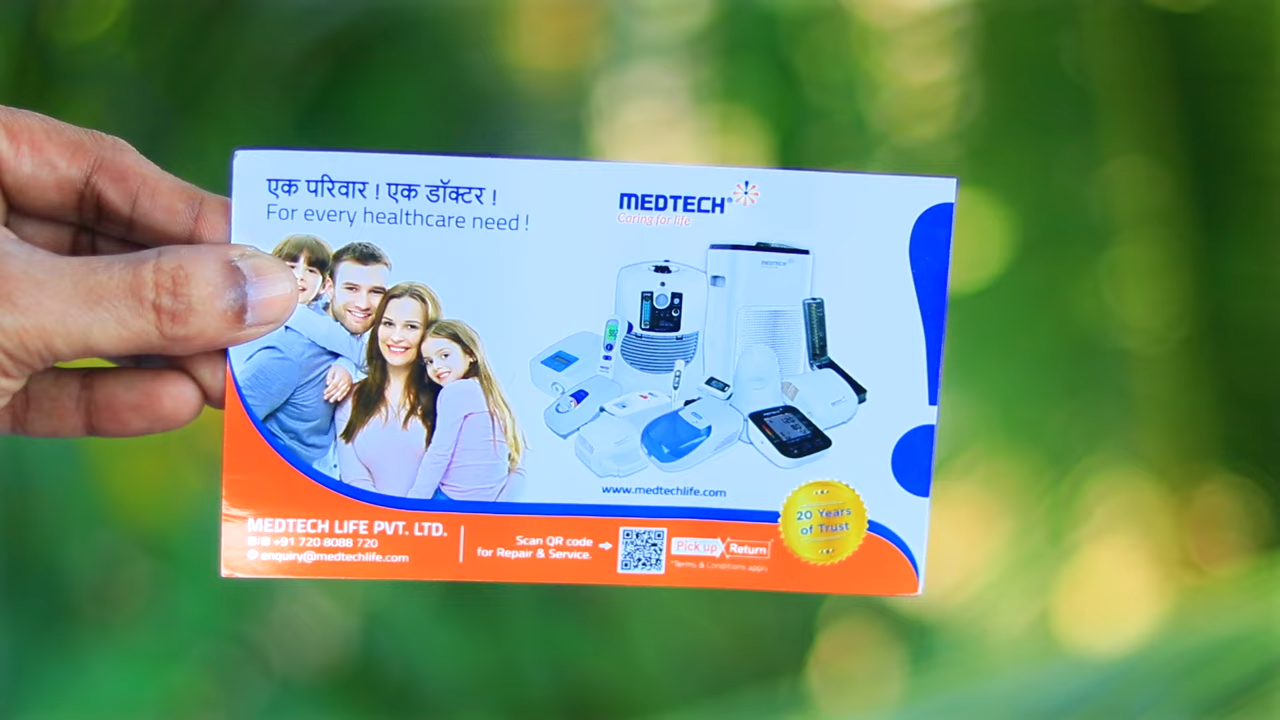 एक परिवार ! एक डॉक्टर !
For every healthcare need !
MEDTECH®
Caring for life
MEDTECH
www.medtechlife.com
20 Years
of Trust
MEDTECH LIFE PVT. LTD.
+91 720 8088 720
enquiry@medtechlife.com
Scan QR code
for Repair & Service.
Pick up Return
*Terms & Conditions apply